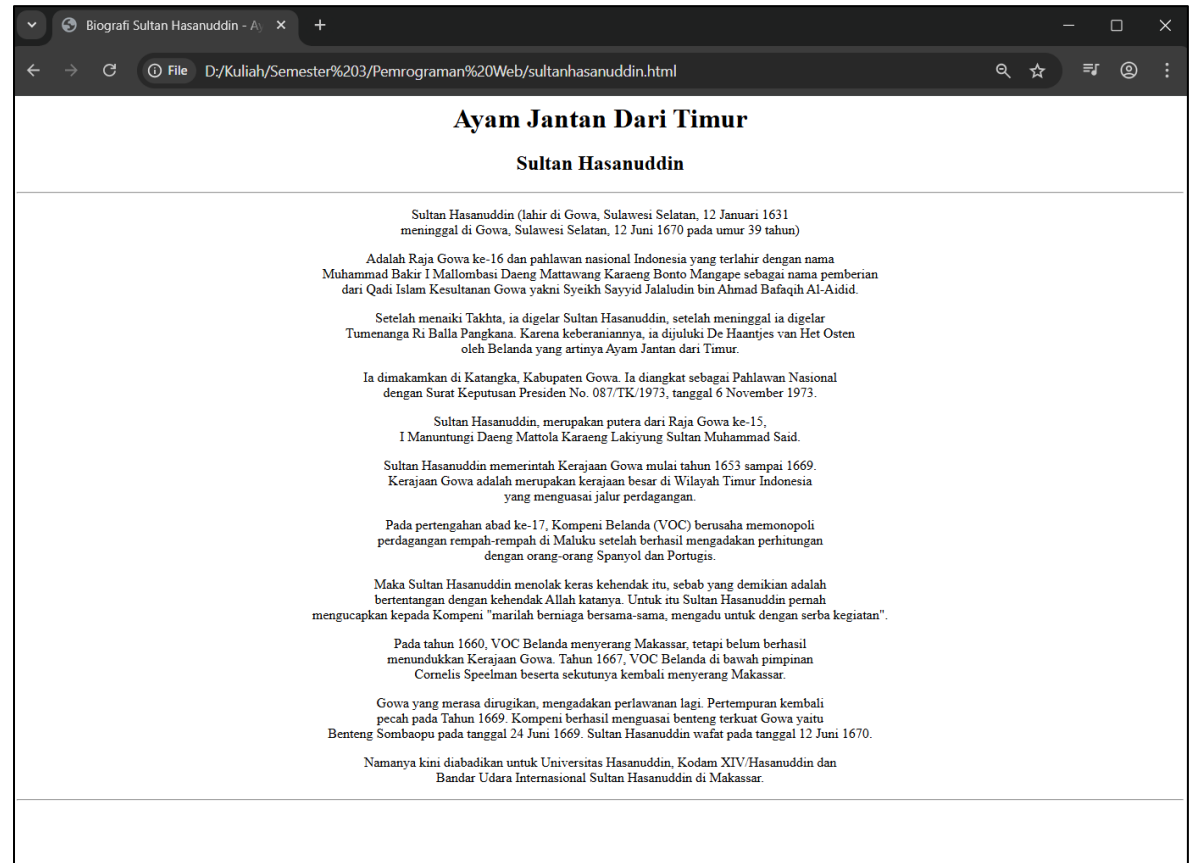 Biografi Sultan Hasanuddin - Ay
File D:/Kuliah/Semester%203/Pemrograman%20Web/sultanhasanuddin.html
Ayam Jantan Dari Timur
Sultan Hasanuddin
Sultan Hasanuddin (lahir di Gowa, Sulawesi Selatan, 12 Januari 1631
meninggal di Gowa, Sulawesi Selatan, 12 Juni 1670 pada umur 39 tahun)
Adalah Raja Gowa ke-16 dan pahlawan nasional Indonesia yang terlahir dengan nama
Muhammad Bakir I Mallombasi Daeng Mattawang Karaeng Bonto Mangape sebagai nama pemberian
dari Qadi Islam Kesultanan Gowa yakni Syeikh Sayyid Jalaludin bin Ahmad Bafaqih Al-Aidid.
Setelah menaiki Takhta, ia digelar Sultan Hasanuddin, setelah meninggal ia digelar
Tumenanga Ri Balla Pangkana. Karena keberaniannya, ia dijuluki De Haantjes van Het Osten
oleh Belanda yang artinya Ayam Jantan dari Timur.
Ia dimakamkan di Katangka, Kabupaten Gowa. Ia diangkat sebagai Pahlawan Nasional
dengan Surat Keputusan Presiden No. 087/TK/1973, tanggal 6 November 1973.
Sultan Hasanuddin, merupakan putera dari Raja Gowa ke-15,
I Manuntungi Daeng Mattola Karaeng Lakiyung Sultan Muhammad Said.
Sultan Hasanuddin memerintah Kerajaan Gowa mulai tahun 1653 sampai 1669.
Kerajaan Gowa adalah merupakan kerajaan besar di Wilayah Timur Indonesia
yang menguasai jalur perdagangan.
Pada pertengahan abad ke-17, Kompeni Belanda (VOC) berusaha memonopoli
perdagangan rempah-rempah di Maluku setelah berhasil mengadakan perhitungan
dengan orang-orang Spanyol dan Portugis.
Maka Sultan Hasanuddin menolak keras kehendak itu, sebab yang demikian adalah
bertentangan dengan kehendak Allah katanya. Untuk itu Sultan Hasanuddin pernah
mengucapkan kepada Kompeni "marilah berniaga bersama-sama, mengadu untuk dengan serba kegiatan".
Pada tahun 1660, VOC Belanda menyerang Makassar, tetapi belum berhasil
menundukkan Kerajaan Gowa. Tahun 1667, VOC Belanda di bawah pimpinan
Cornelis Speelman beserta sekutunya kembali menyerang Makassar.
Gowa yang merasa dirugikan, mengadakan perlawanan lagi. Pertempuran kembali
pecah pada Tahun 1669. Kompeni berhasil menguasai benteng terkuat Gowa yaitu
Benteng Sombaopu pada tanggal 24 Juni 1669. Sultan Hasanuddin wafat pada tanggal 12 Juni 1670.
Namanya kini diabadikan untuk Universitas Hasanuddin, Kodam XIV/Hasanuddin dan
Bandar Udara Internasional Sultan Hasanuddin di Makassar.